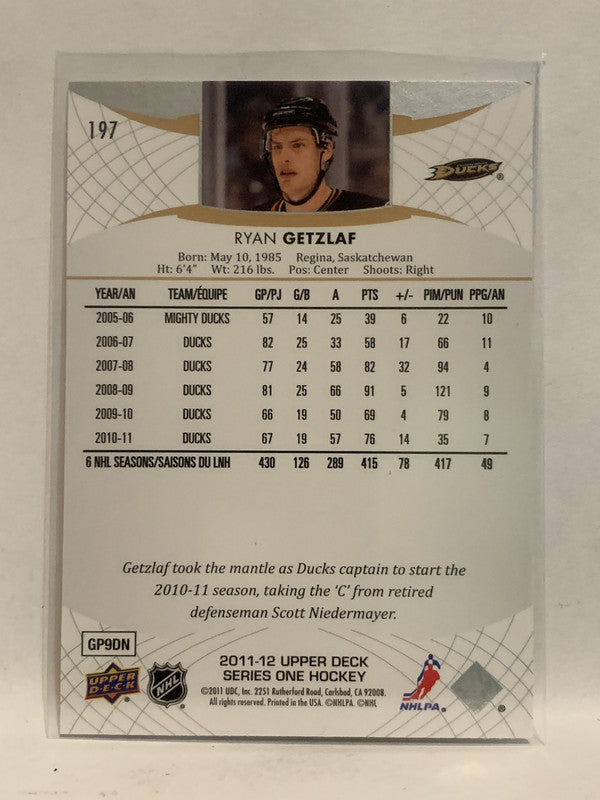 197
DUCKS ®
RYAN GETZLAF
Born: May 10, 1985 Regina, Saskatchewan
Ht: 6'4" Wt: 216 lbs. Pos: Center Shoots: Right
YEAR/AN TEAM/ÉQUIPE GP/PJ G/B A PTS +/- PIM/PUN PPG/AN
2005-06 MIGHTY DUCKS 57 14 25 39 6 22 10
2006-07 DUCKS 82 25 33 58 17 66 11
2007-08 DUCKS 77 24 58 82 32 94 4
2008-09 DUCKS 81 25 66 91 5 121 9
2009-10 DUCKS 66 19 50 69 4 79 8
2010-11 DUCKS 67 19 57 76 14 35 7
6 NHL SEASONS/SAISONS DU LNH 430 126 289 415 78 417 49
Getzlaf took the mantle as Ducks captain to start the
2010-11 season, taking the 'C' from retired
defenseman Scott Niedermayer.
GP9DN
UPPER DECK
NHL
2011-12 UPPER DECK
SERIES ONE HOCKEY
©2011 UDC, Inc. 2251 Rutherford Road, Carlsbad, CA 92008.
All rights reserved. Printed in the USA. ©NHLPA. ©NHL
NHLPA
®